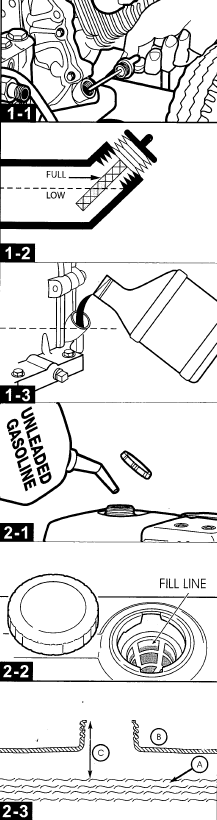 1-1
FULL
LOW
1-2
1-3
UNLEADED
GASOLINE
2-1
FILL LINE
2-2
B
C
A
2-3